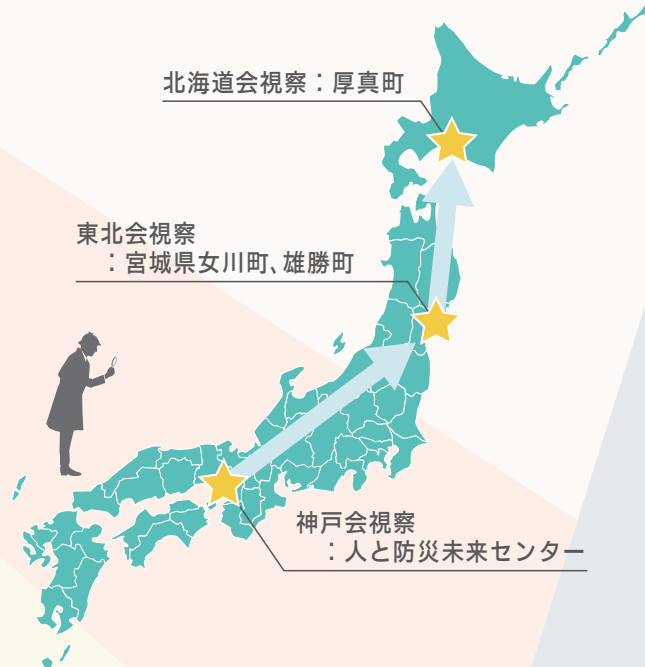 北海道会視察：厚真町
東北会視察
：宮城県女川町、雄勝町
神戸会視察
：人と防災未来センター